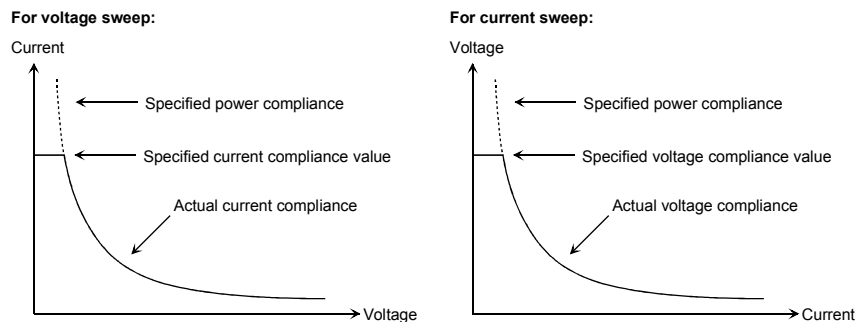 For voltage sweep:
Current
Specified power compliance
Specified current compliance value
Actual current compliance
Voltage
For current sweep:
Voltage
Specified power compliance
Specified voltage compliance value
Actual voltage compliance
Current